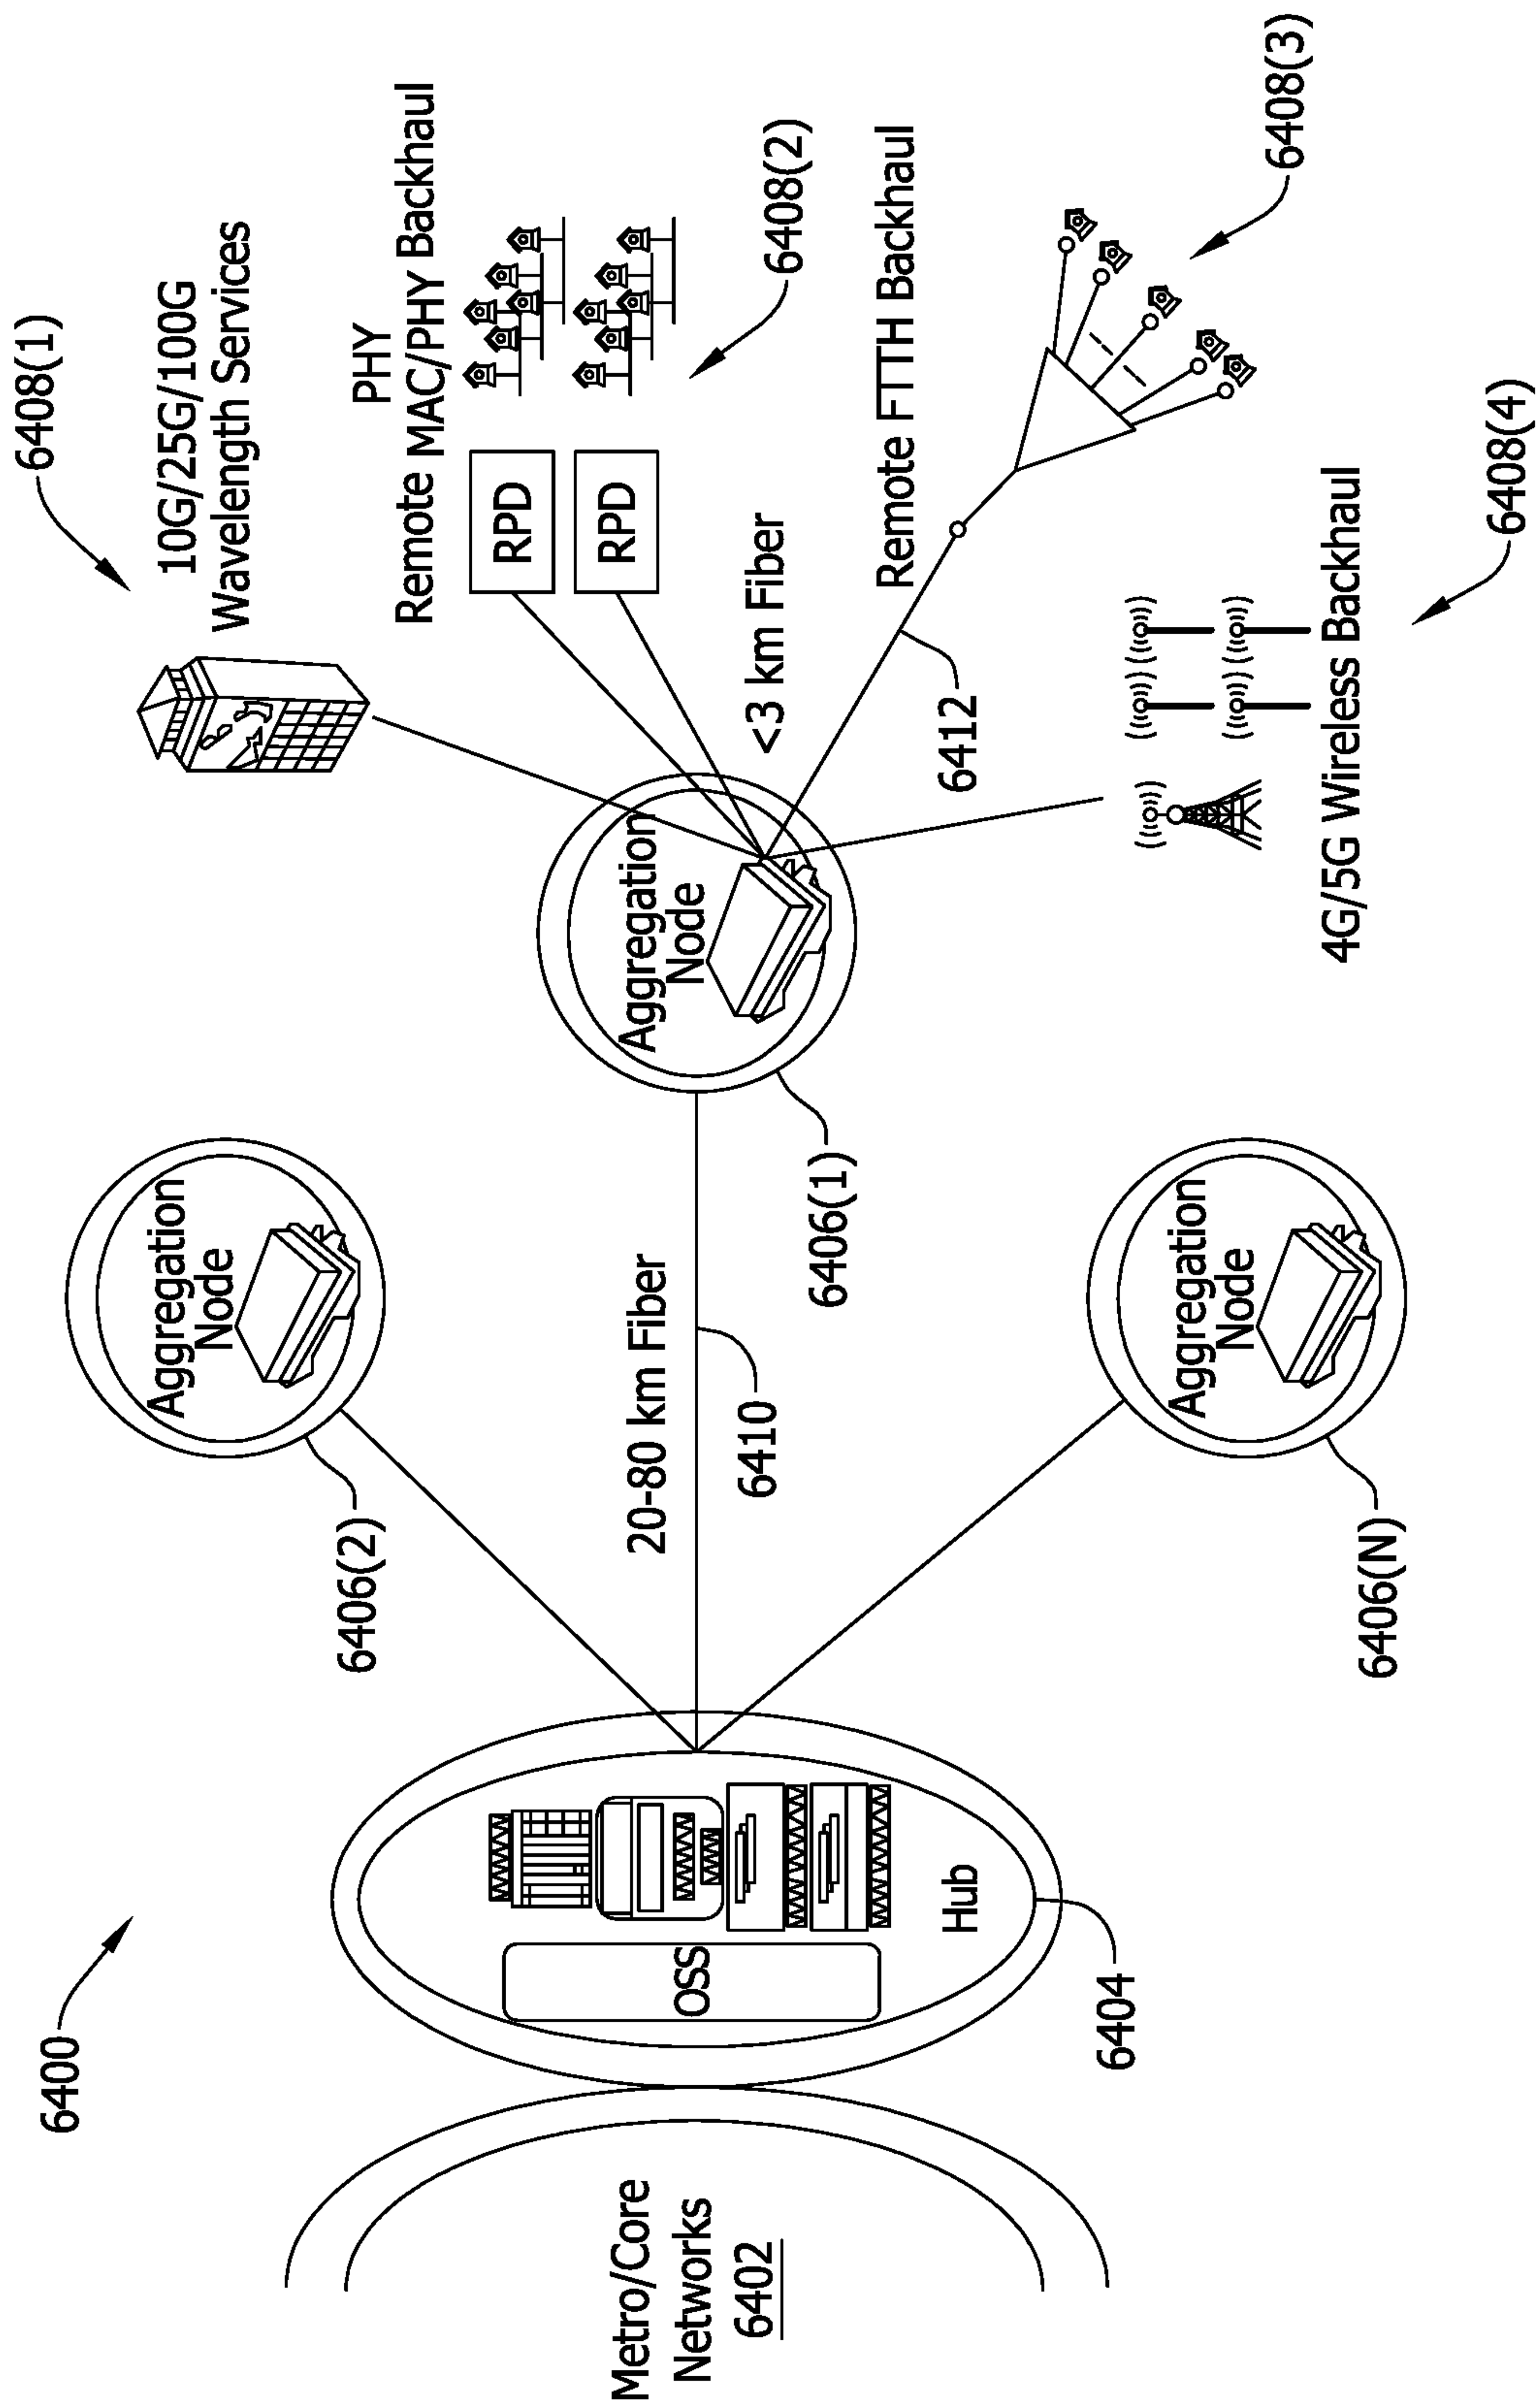 6400
Metro/Core
Networks
6402
OSS
Hub
6404
6406(2)
Aggregation
Node
20-80 km Fiber
6410
6406(1)
Aggregation
Node
6406(N)
Aggregation
Node
6408(1)
10G/25G/100G
Wavelength Services
PHY
Remote MAC/PHY Backhaul
RPD
RPD
6408(2)
<3 km Fiber
Remote FTTH Backhaul
6412
6408(3)
4G/5G Wireless Backhaul
6408(4)